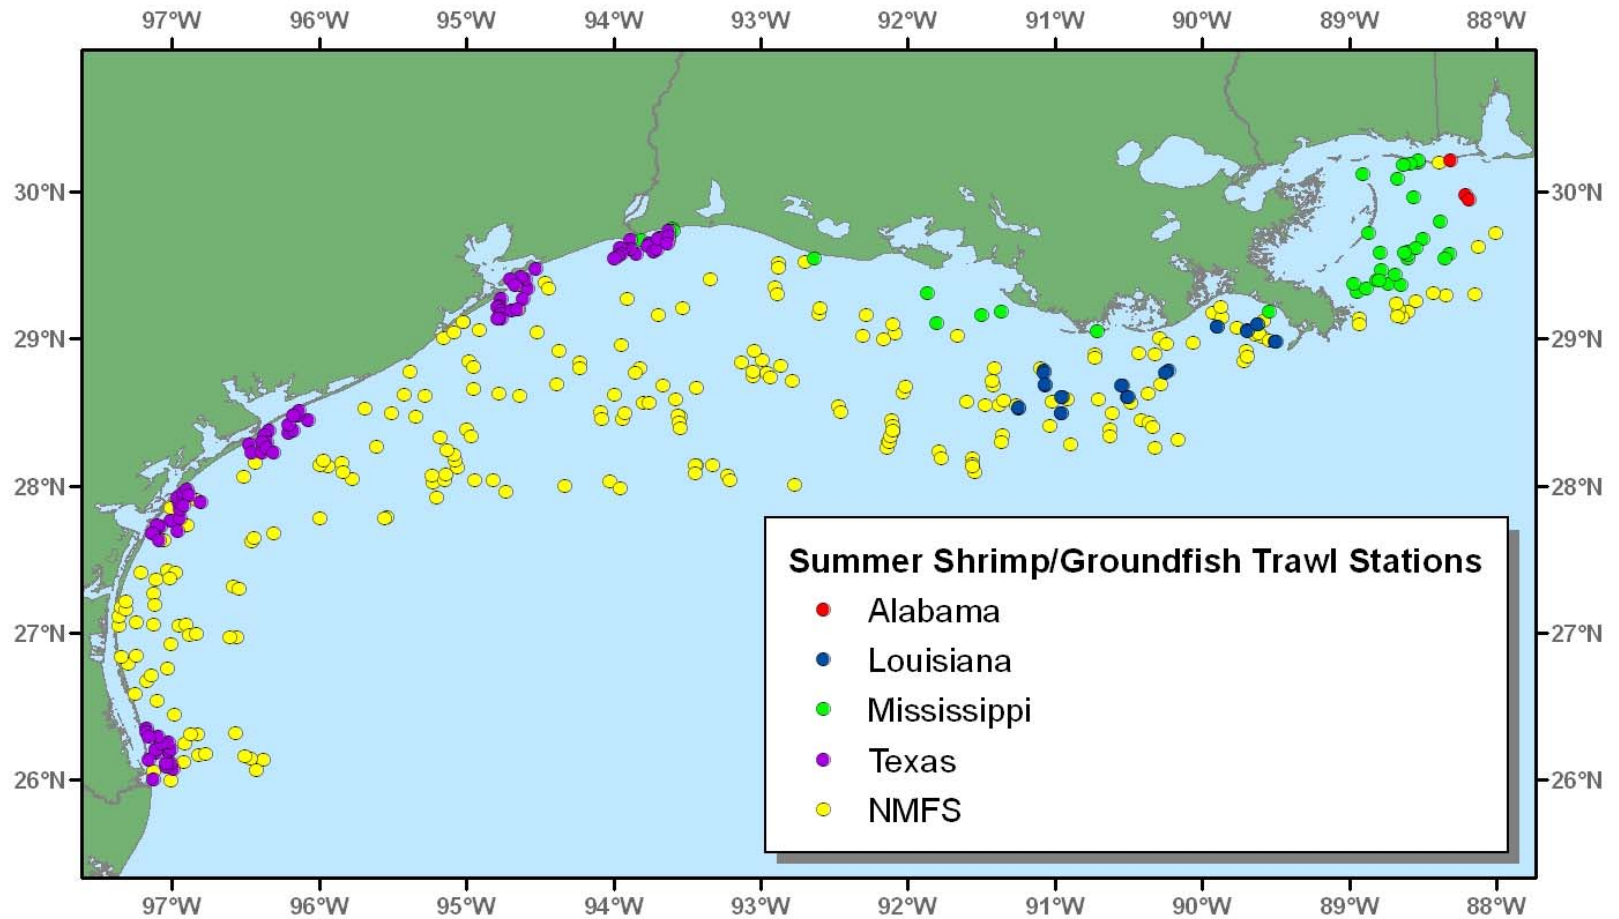 97°W 96°W 95°W 94°W 93°W 92°W 91°W 90°W 89°W 88°W
30°N 30°N
29°N 29°N
28°N 28°N
Summer Shrimp/Groundfish Trawl Stations
Alabama
27°N 27°N
Louisiana
Mississippi
Texas
26°N 26°N
NMFS
97°W 96°W 95°W 94°W 93°W 92°W 91°W 90°W 89°W 88°W